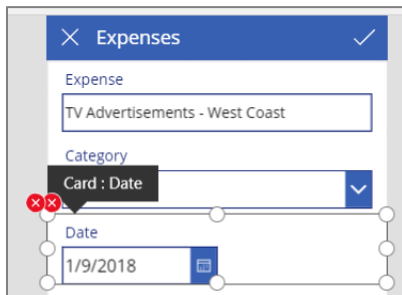 Expenses
Expense
TV Advertisements - West Coast
Category
Card : Date
Date
1/9/2018